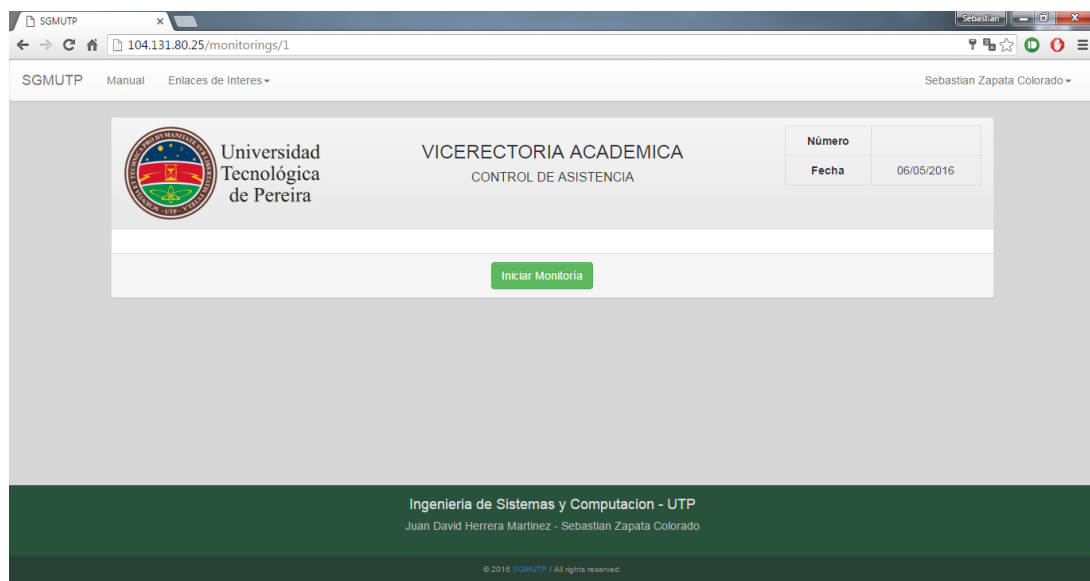 SGMUTP
Sebastian
104.131.80.25/monitorings/1
SGMUTP Manual Enlaces de Interes Sebastian Zapata Colorado
Universidad
Tecnológica
de Pereira
VICERECTORIA ACADEMICA
CONTROL DE ASISTENCIA
Número
Fecha 06/05/2016
Iniciar Monitoría
Ingenieria de Sistemas y Computacion - UTP
Juan David Herrera Martinez - Sebastian Zapata Colorado
© 2016 SGMUTP / All rights reserved.